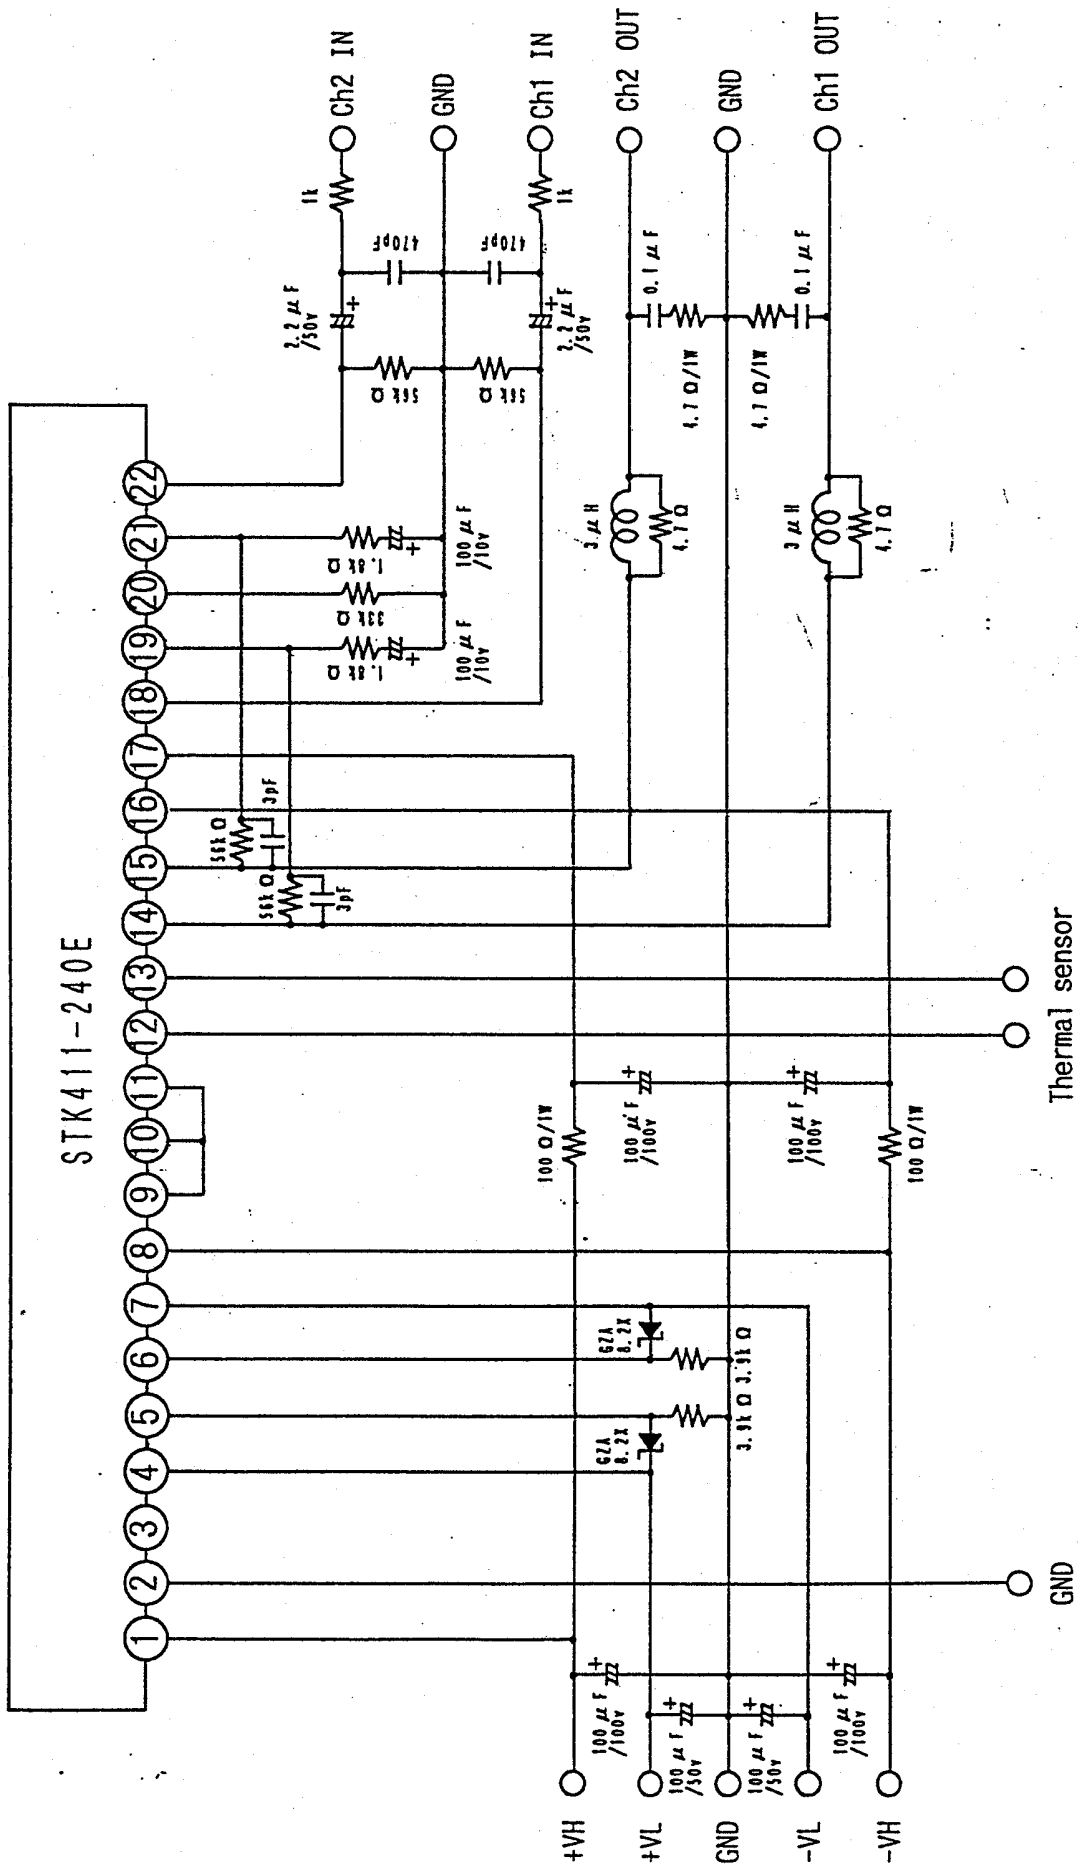 STK411-240E
1 2 3 4 5 6 7 8 9 10 11 12 13 14 15 16 17 18 19 20 21 22
Ch2 IN
GND
Ch1 IN
Ch2 OUT
GND
Ch1 OUT
1k
470pF
470pF
1k
2.2μF
/50v
2.2μF
/50v
56kΩ
56kΩ
1.8kΩ
33kΩ
1.8kΩ
100μF
/10v
100μF
/10v
56kΩ
3pF
56kΩ
3pF
0.1μF
4.7Ω/1W
4.7Ω/1W
0.1μF
3μH
4.7Ω
3μH
4.7Ω
100Ω/1W
100μF
/100v
100μF
/100v
100Ω/1W
GZA
8.2X
3.9kΩ
GZA
8.2X
3.9kΩ
100μF
/100v
100μF
/50v
100μF
/50v
100μF
/100v
+VH
+VL
GND
-VL
-VH
GND
Thermal sensor